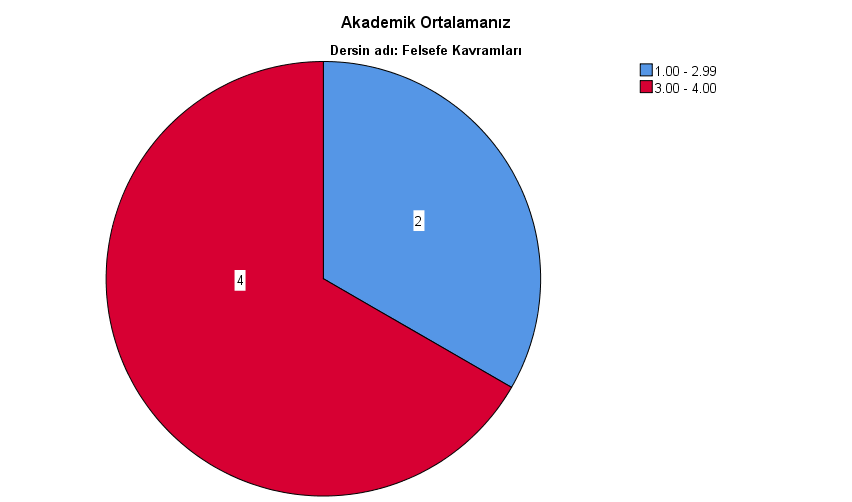 Akademik Ortalamanız
Dersin adı: Felsefe Kavramları
1.00 - 2.99
3.00 - 4.00
2
4